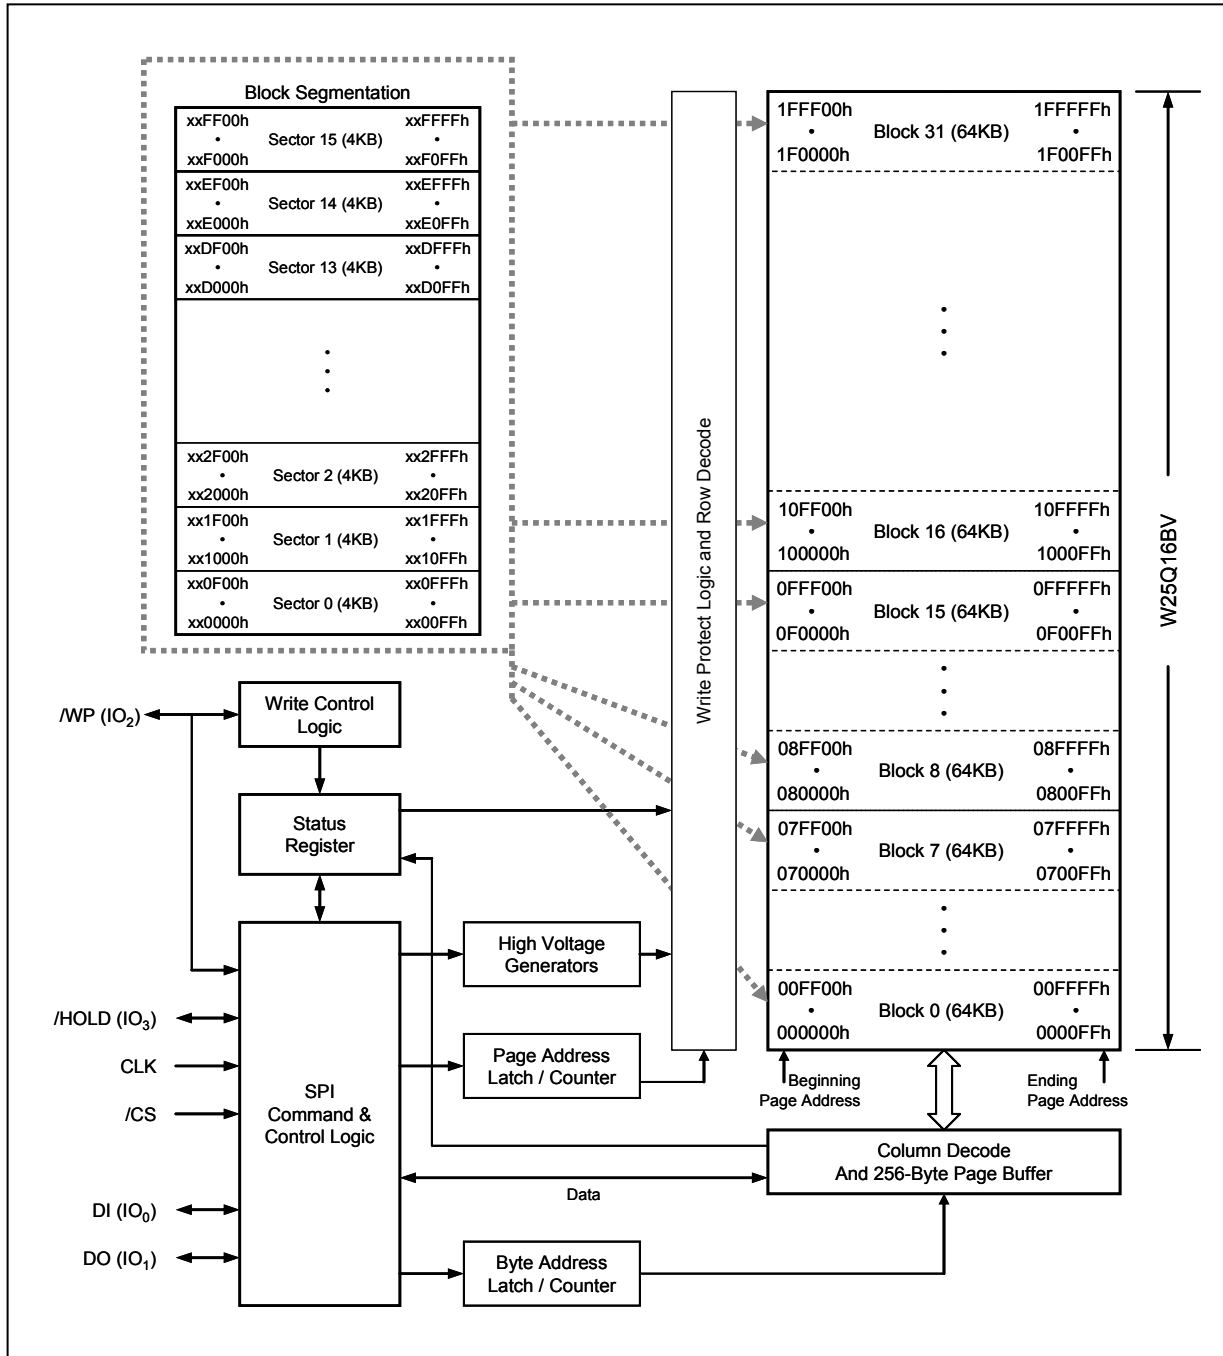 Block Segmentation
xxFF00h xxFFFFh
• Sector 15 (4KB) •
xxF000h xxF0FFh
xxEF00h xxEFFFh
• Sector 14 (4KB) •
xxE000h xxE0FFh
xxDF00h xxDFFFh
• Sector 13 (4KB) •
xxD000h xxD0FFh
•
•
•
xx2F00h xx2FFFh
• Sector 2 (4KB) •
xx2000h xx20FFh
xx1F00h xx1FFFh
• Sector 1 (4KB) •
xx1000h xx10FFh
xx0F00h xx0FFFh
• Sector 0 (4KB) •
xx0000h xx00FFh
Write Protect Logic and Row Decode
1FFF00h 1FFFFFh
• Block 31 (64KB) •
1F0000h 1F00FFh
•
•
•
10FF00h 10FFFFh
• Block 16 (64KB) •
100000h 1000FFh
0FFF00h 0FFFFFh
• Block 15 (64KB) •
0F0000h 0F00FFh
•
•
•
08FF00h 08FFFFh
• Block 8 (64KB) •
080000h 0800FFh
07FF00h 07FFFFh
• Block 7 (64KB) •
070000h 0700FFh
•
•
•
00FF00h 00FFFFh
• Block 0 (64KB) •
000000h 0000FFh
W25Q16BV
Beginning
Page Address
Ending
Page Address
/WP (IO2)
Write Control
Logic
Status
Register
High Voltage
Generators
/HOLD (IO3)
CLK
/CS
DI (IO0)
DO (IO1)
SPI
Command &
Control Logic
Page Address
Latch / Counter
Column Decode
And 256-Byte Page Buffer
Data
Byte Address
Latch / Counter